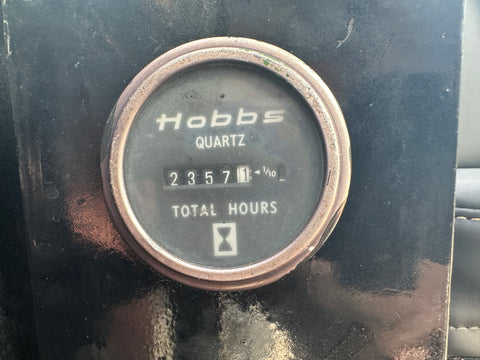 Hobbs
QUARTZ
23571 ◄ 1/10
TOTAL HOURS